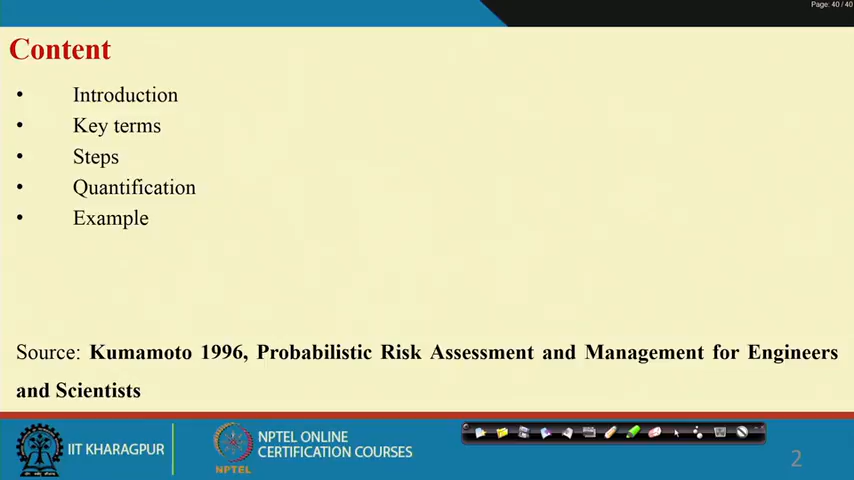 Page: 40 / 40
Content
• Introduction
• Key terms
• Steps
• Quantification
• Example
Source: Kumamoto 1996, Probabilistic Risk Assessment and Management for Engineers
and Scientists
IIT KHARAGPUR
NPTEL
NPTEL ONLINE
CERTIFICATION COURSES
2